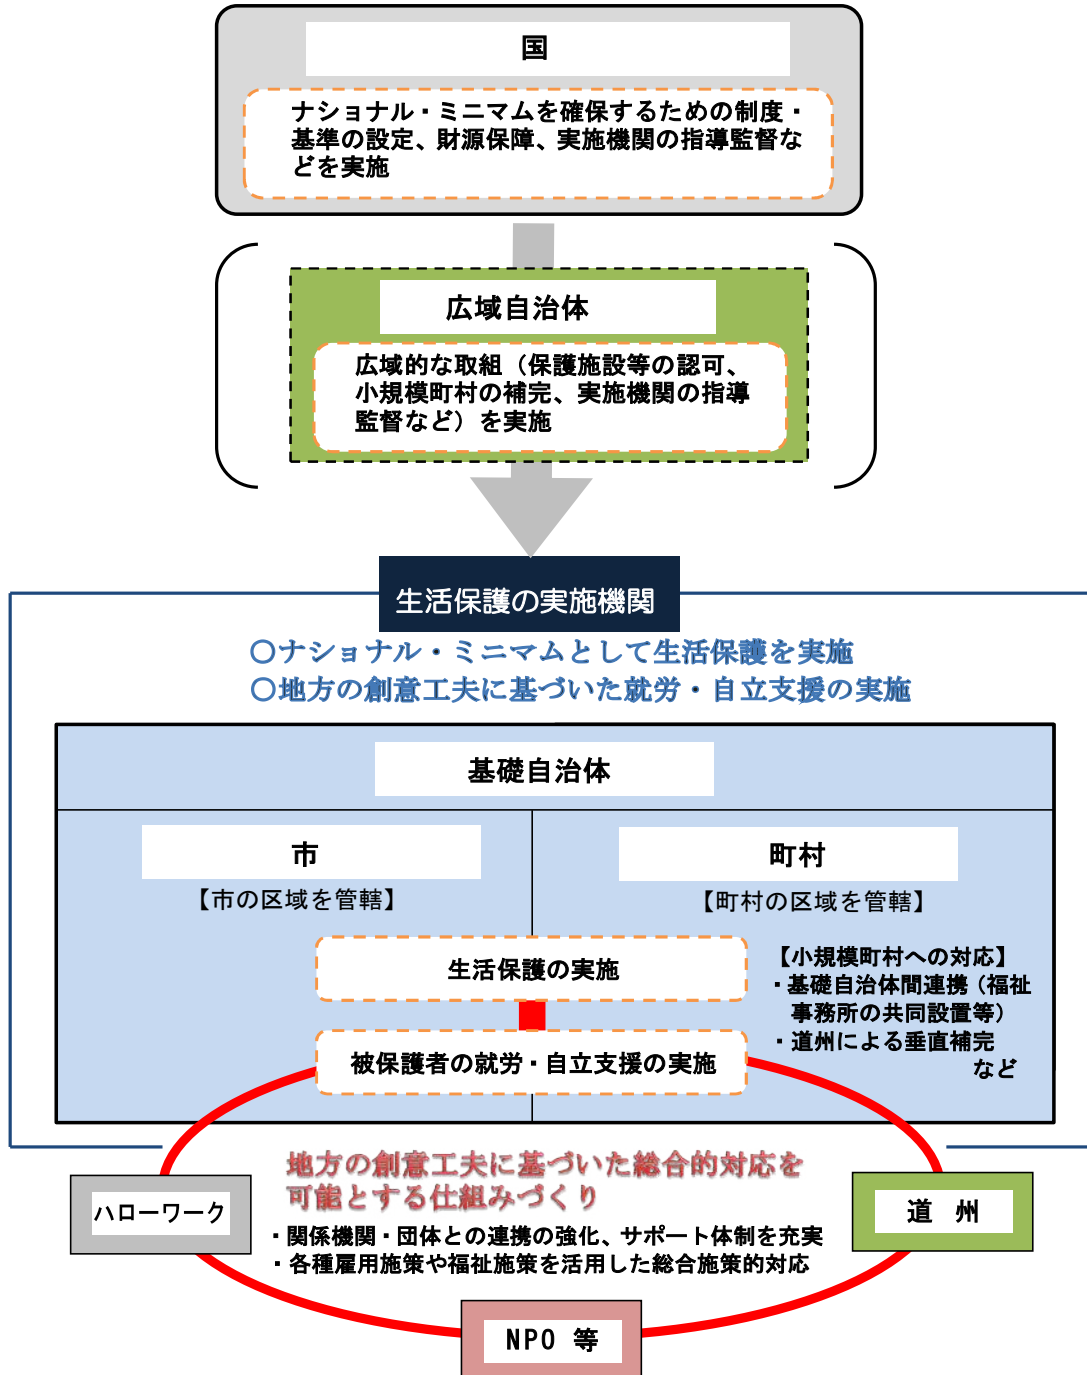 国
ナショナル・ミニマムを確保するための制度・
基準の設定、財源保障、実施機関の指導監督な
どを実施
広域自治体
広域的な取組（保護施設等の認可、
小規模町村の補完、実施機関の指導
監督など）を実施
生活保護の実施機関
○ナショナル・ミニマムとして生活保護を実施
○地方の創意工夫に基づいた就労・自立支援の実施
基礎自治体
市
【市の区域を管轄】
町村
【町村の区域を管轄】
生活保護の実施
被保護者の就労・自立支援の実施
【小規模町村への対応】
・基礎自治体間連携（福祉
事務所の共同設置等）
・道州による垂直補完
など
地方の創意工夫に基づいた総合的対応を
可能とする仕組みづくり
・関係機関・団体との連携の強化、サポート体制を充実
・各種雇用施策や福祉施策を活用した総合施策的対応
ハローワーク
道　州
NPO 等